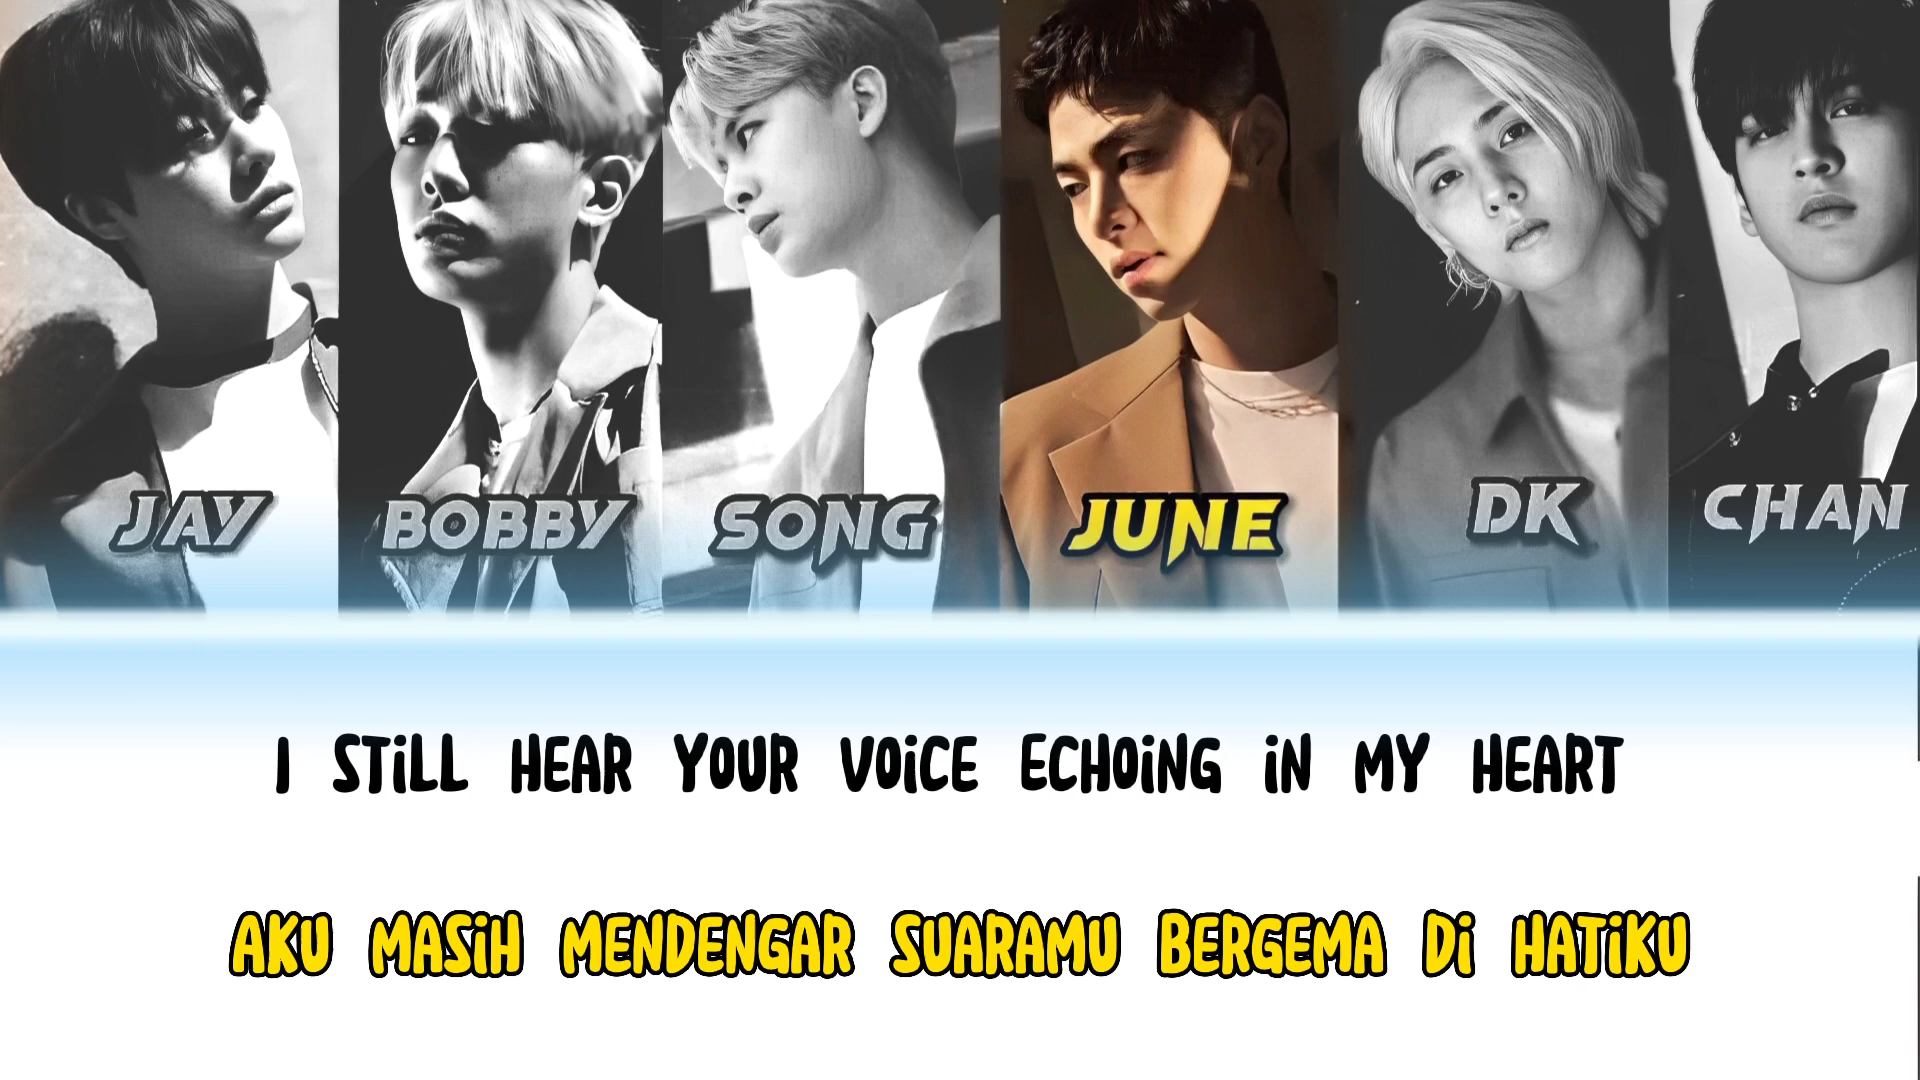 JAY BOBBY SONG JUNE DK CHAN
I STiLL HEAR YOUR VOiCE ECHOiNG iN MY HEART
AKU MASiH MENDENGAR SUARAMU BERGEMA Di HATiKU